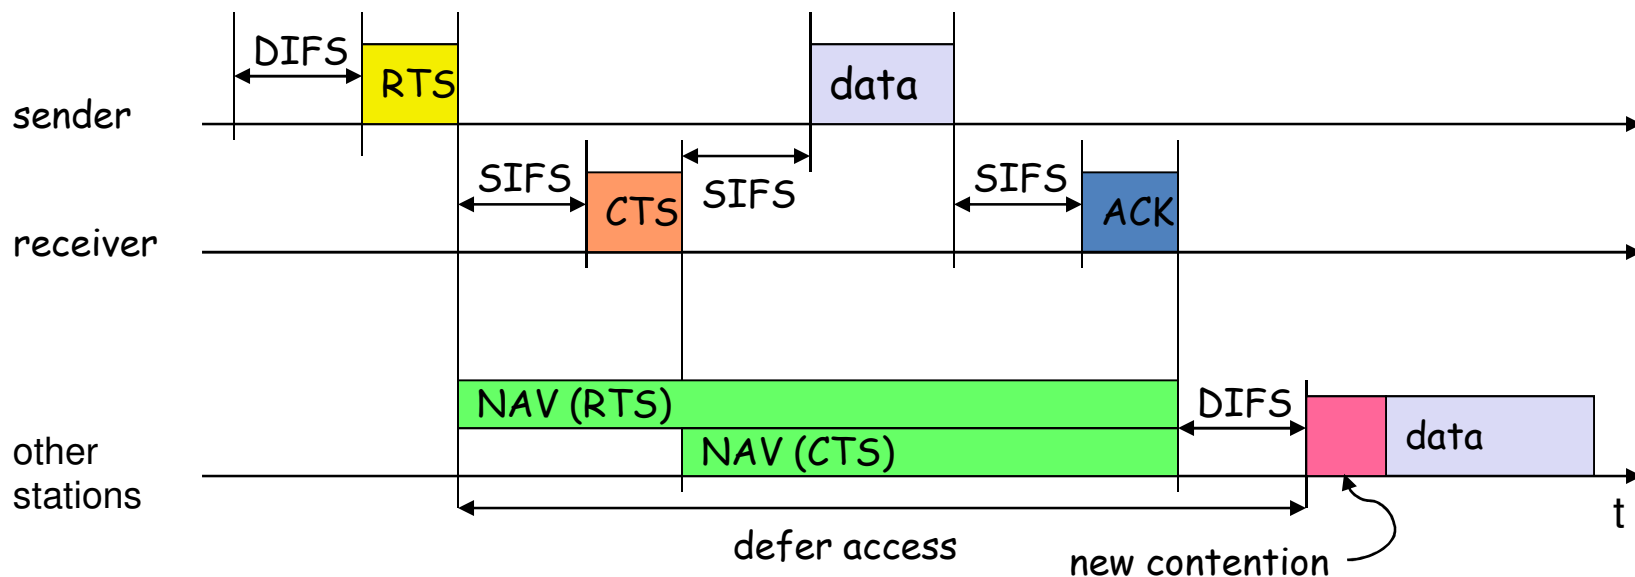 DIFS
RTS
data
sender
SIFS
CTS
SIFS
SIFS
ACK
receiver
NAV (RTS)
DIFS
NAV (CTS)
data
other
stations
t
defer access
new contention